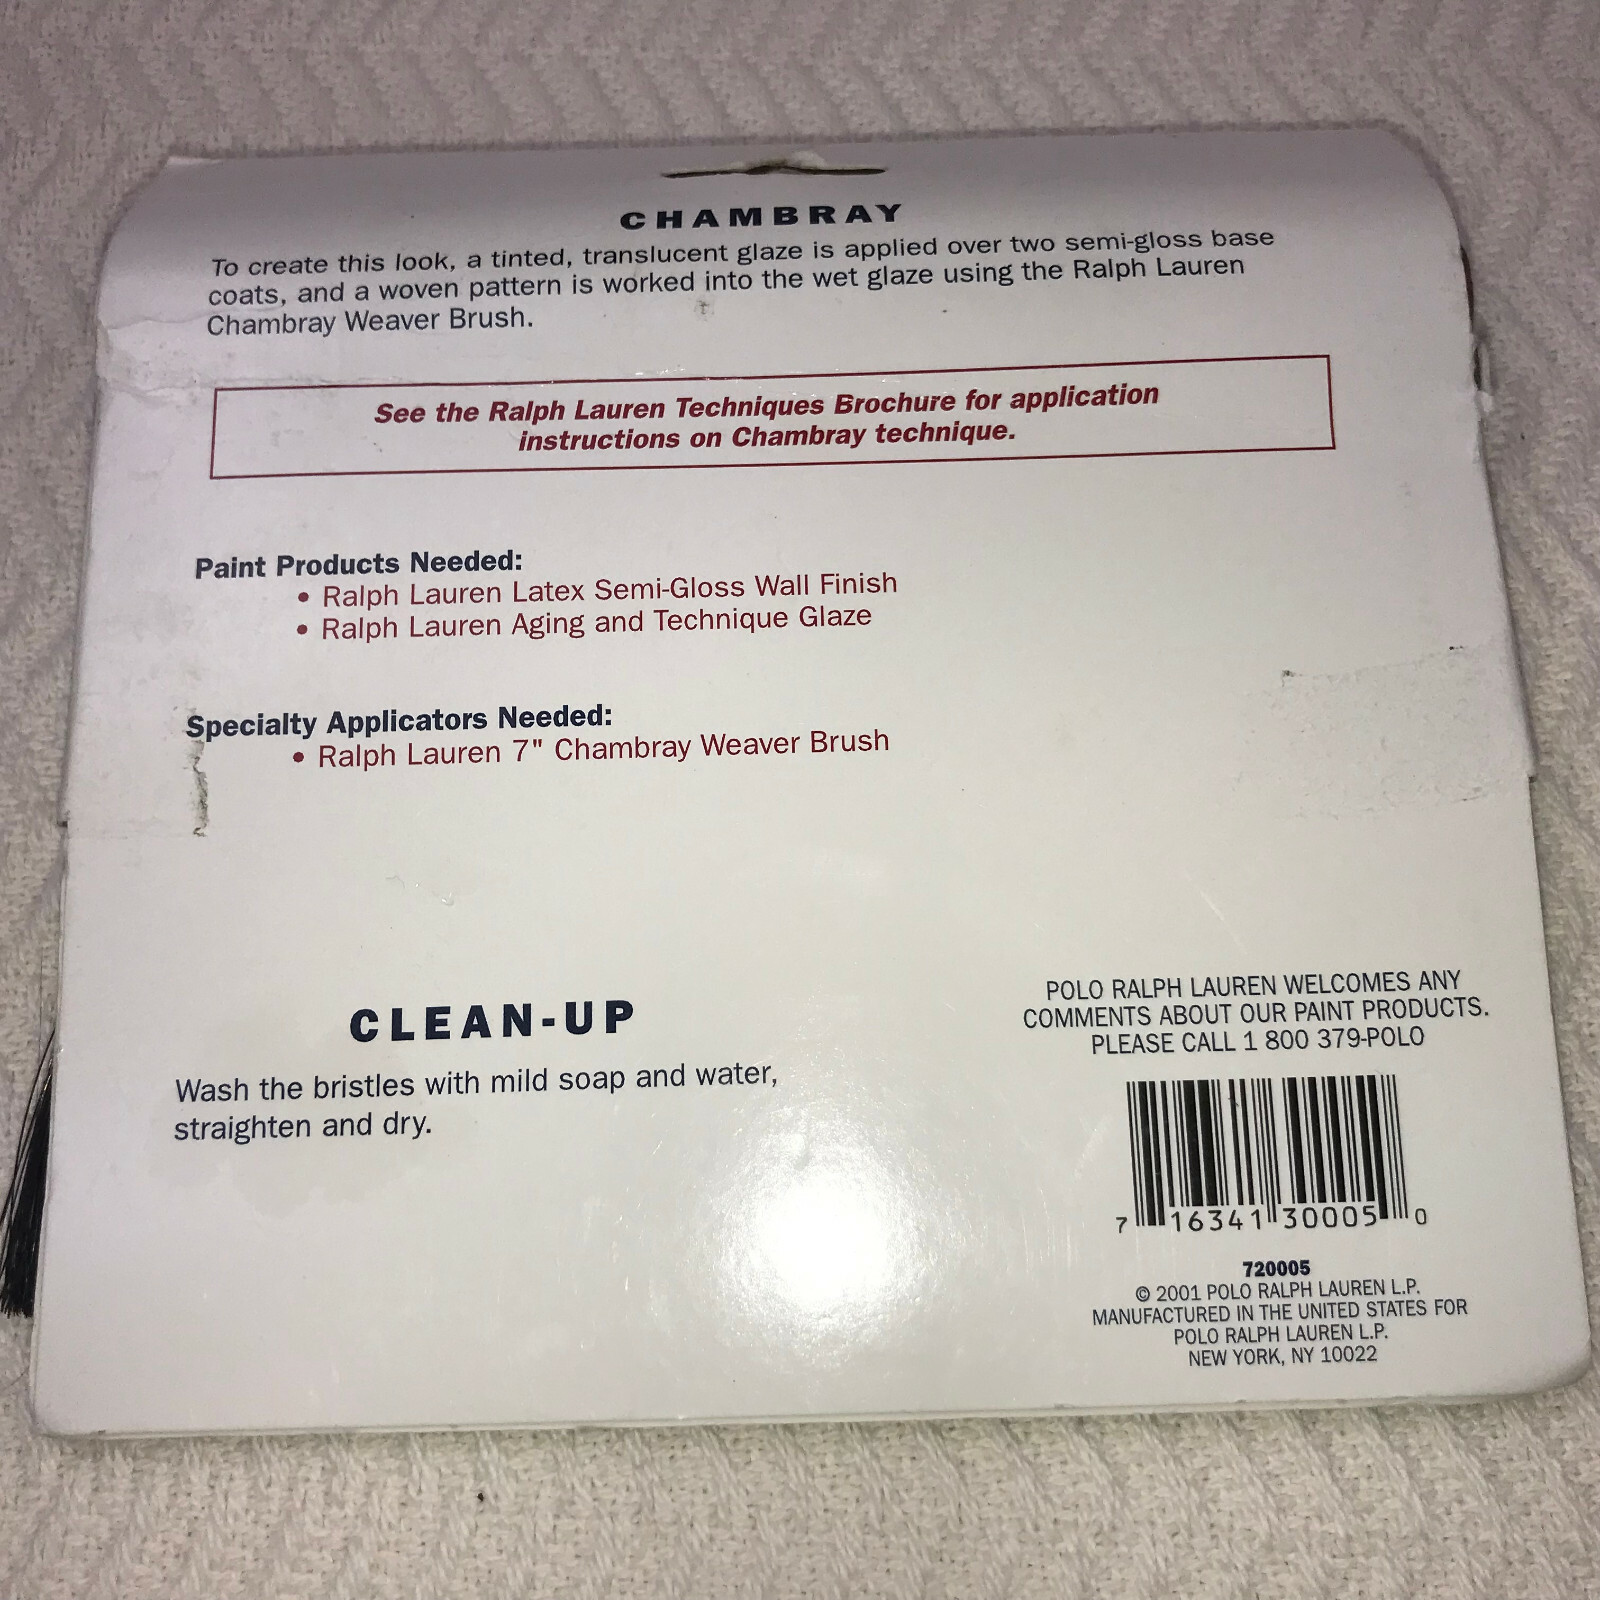 CHAMBRAY
To create this look, a tinted, translucent glaze is applied over two semi-gloss base
coats, and a woven pattern is worked into the wet glaze using the Ralph Lauren
Chambray Weaver Brush.
See the Ralph Lauren Techniques Brochure for application
instructions on Chambray technique.
Paint Products Needed:
• Ralph Lauren Latex Semi-Gloss Wall Finish
• Ralph Lauren Aging and Technique Glaze
Specialty Applicators Needed:
• Ralph Lauren 7" Chambray Weaver Brush
CLEAN-UP
Wash the bristles with mild soap and water,
straighten and dry.
POLO RALPH LAUREN WELCOMES ANY
COMMENTS ABOUT OUR PAINT PRODUCTS.
PLEASE CALL 1 800 379-POLO
7 16341 30005 0
720005
© 2001 POLO RALPH LAUREN L.P.
MANUFACTURED IN THE UNITED STATES FOR
POLO RALPH LAUREN L.P.
NEW YORK, NY 10022